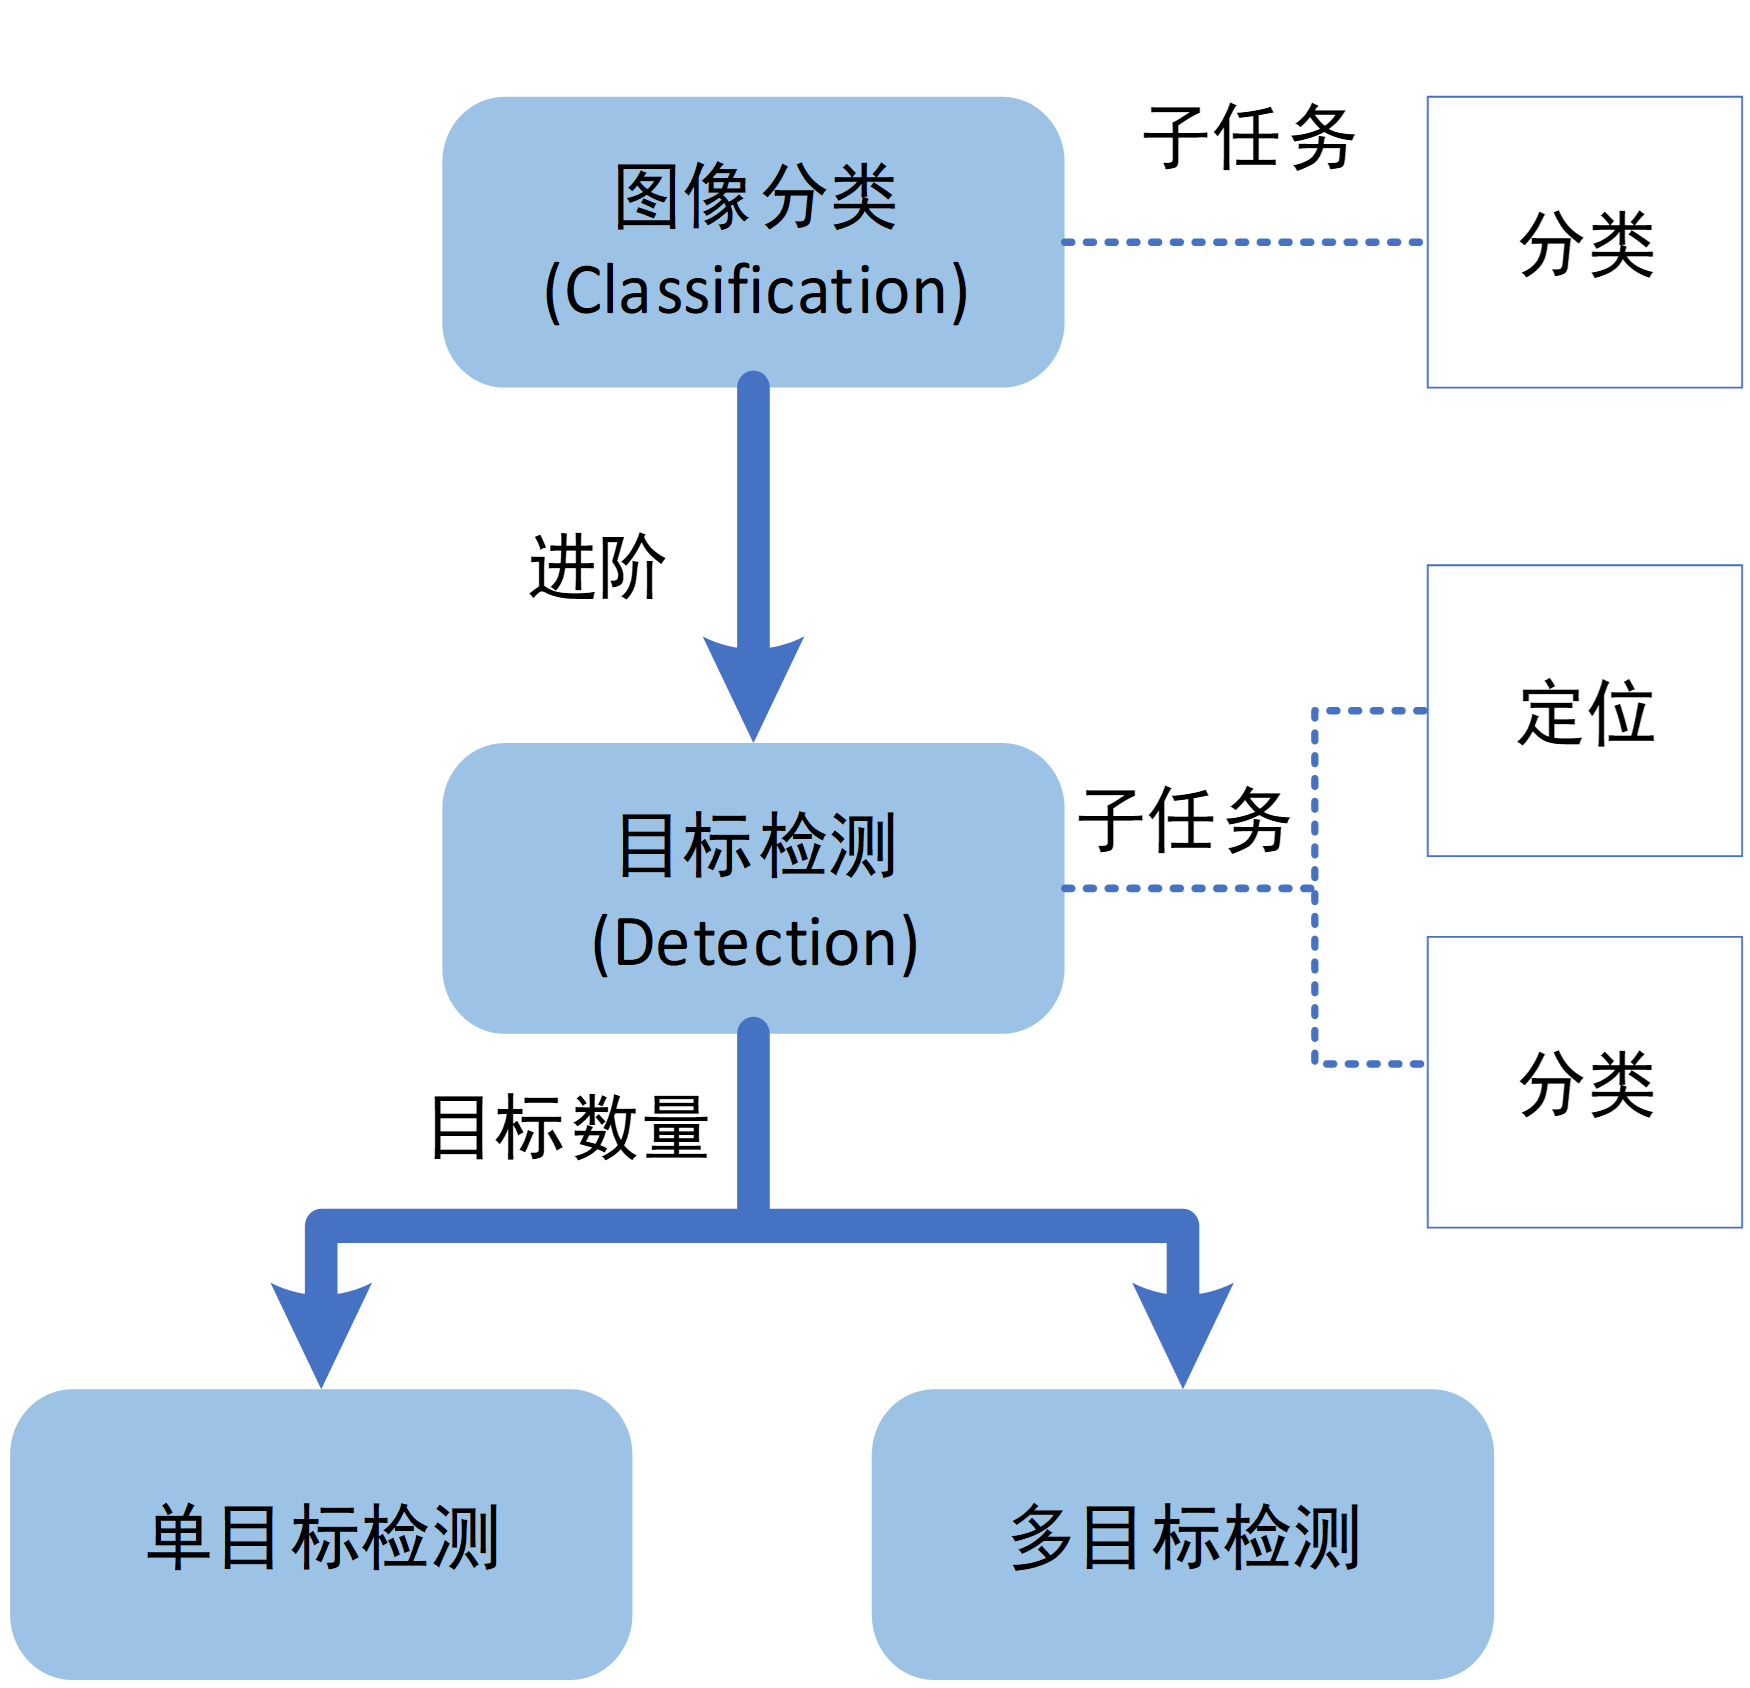 图像分类
(Classification)
子任务
分类
进阶
目标检测
(Detection)
子任务
定位
分类
目标数量
单目标检测
多目标检测